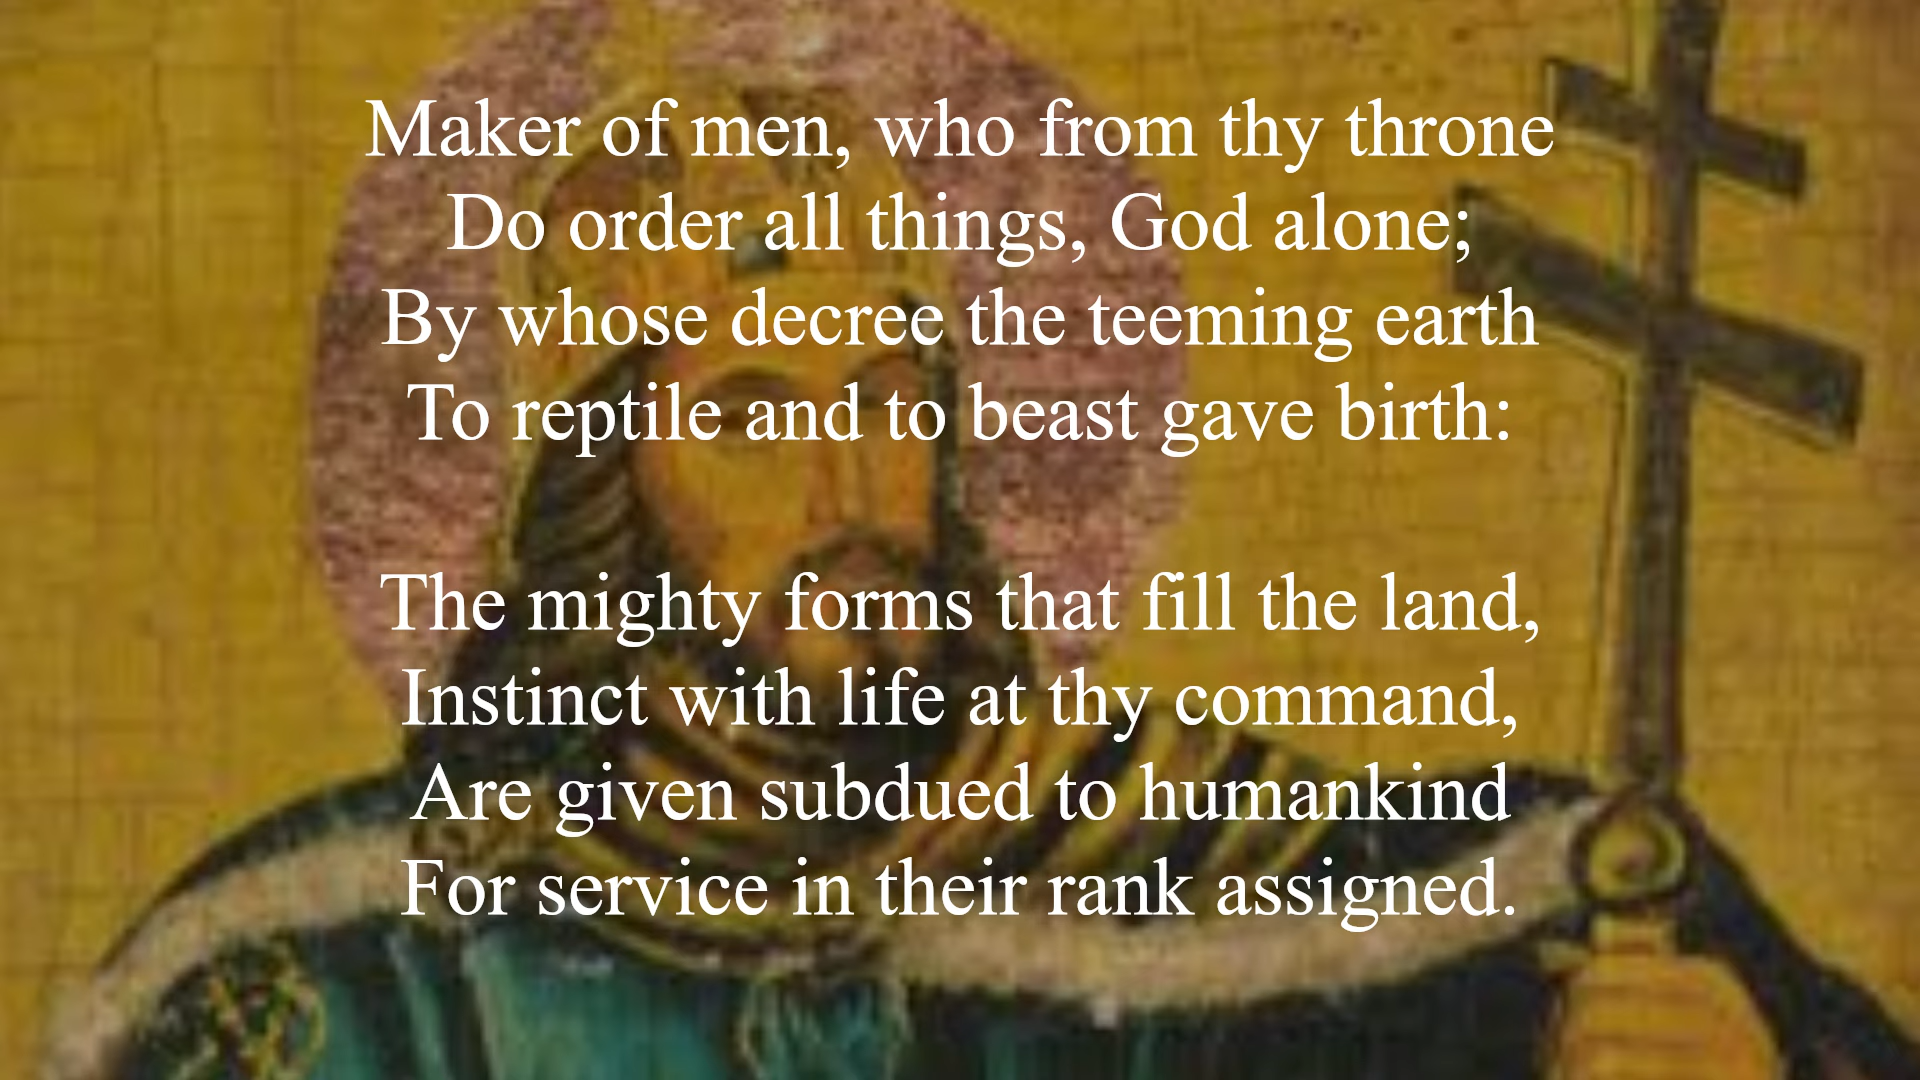 Maker of men, who from thy throne
Do order all things, God alone;
By whose decree the teeming earth
To reptile and to beast gave birth:
The mighty forms that fill the land,
Instinct with life at thy command,
Are given subdued to humankind
For service in their rank assigned.